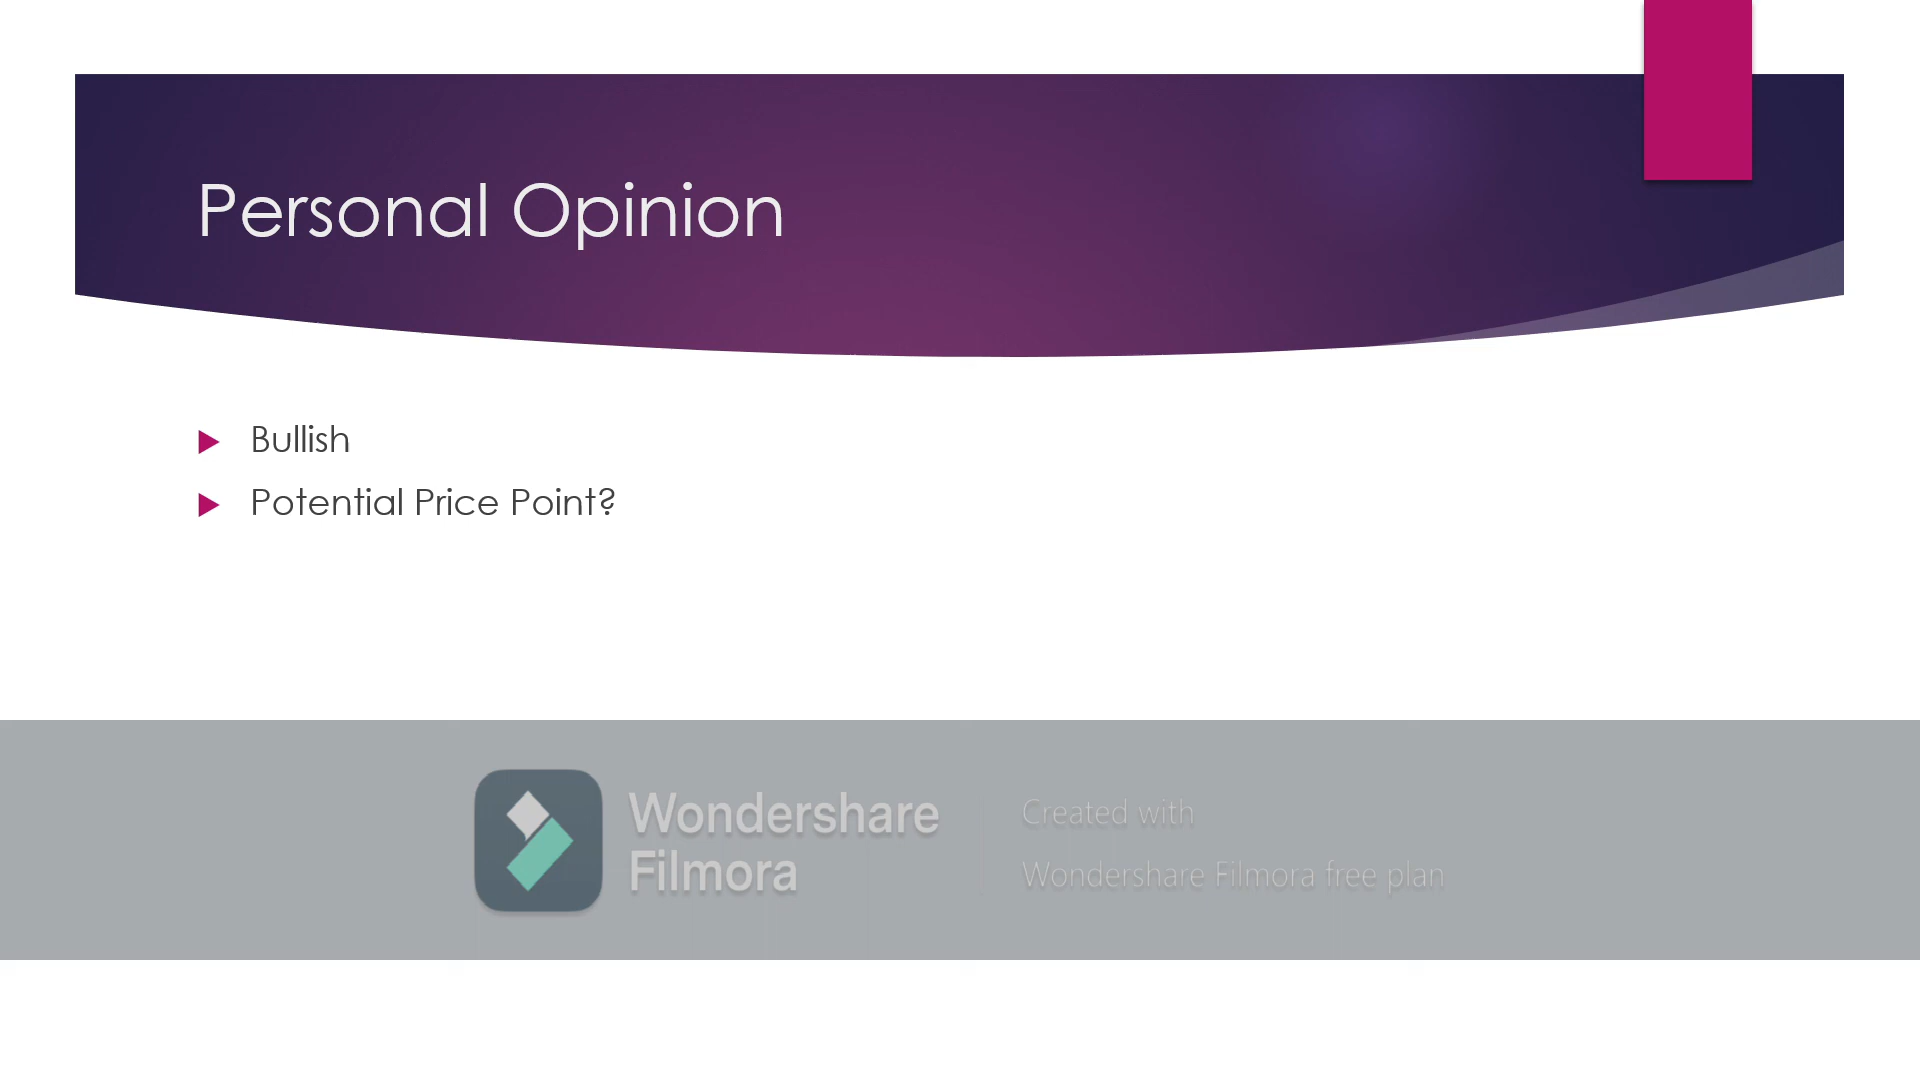 Personal Opinion
Bullish
Potential Price Point?
Wondershare
Filmora
Created with
Wondershare Filmora free plan